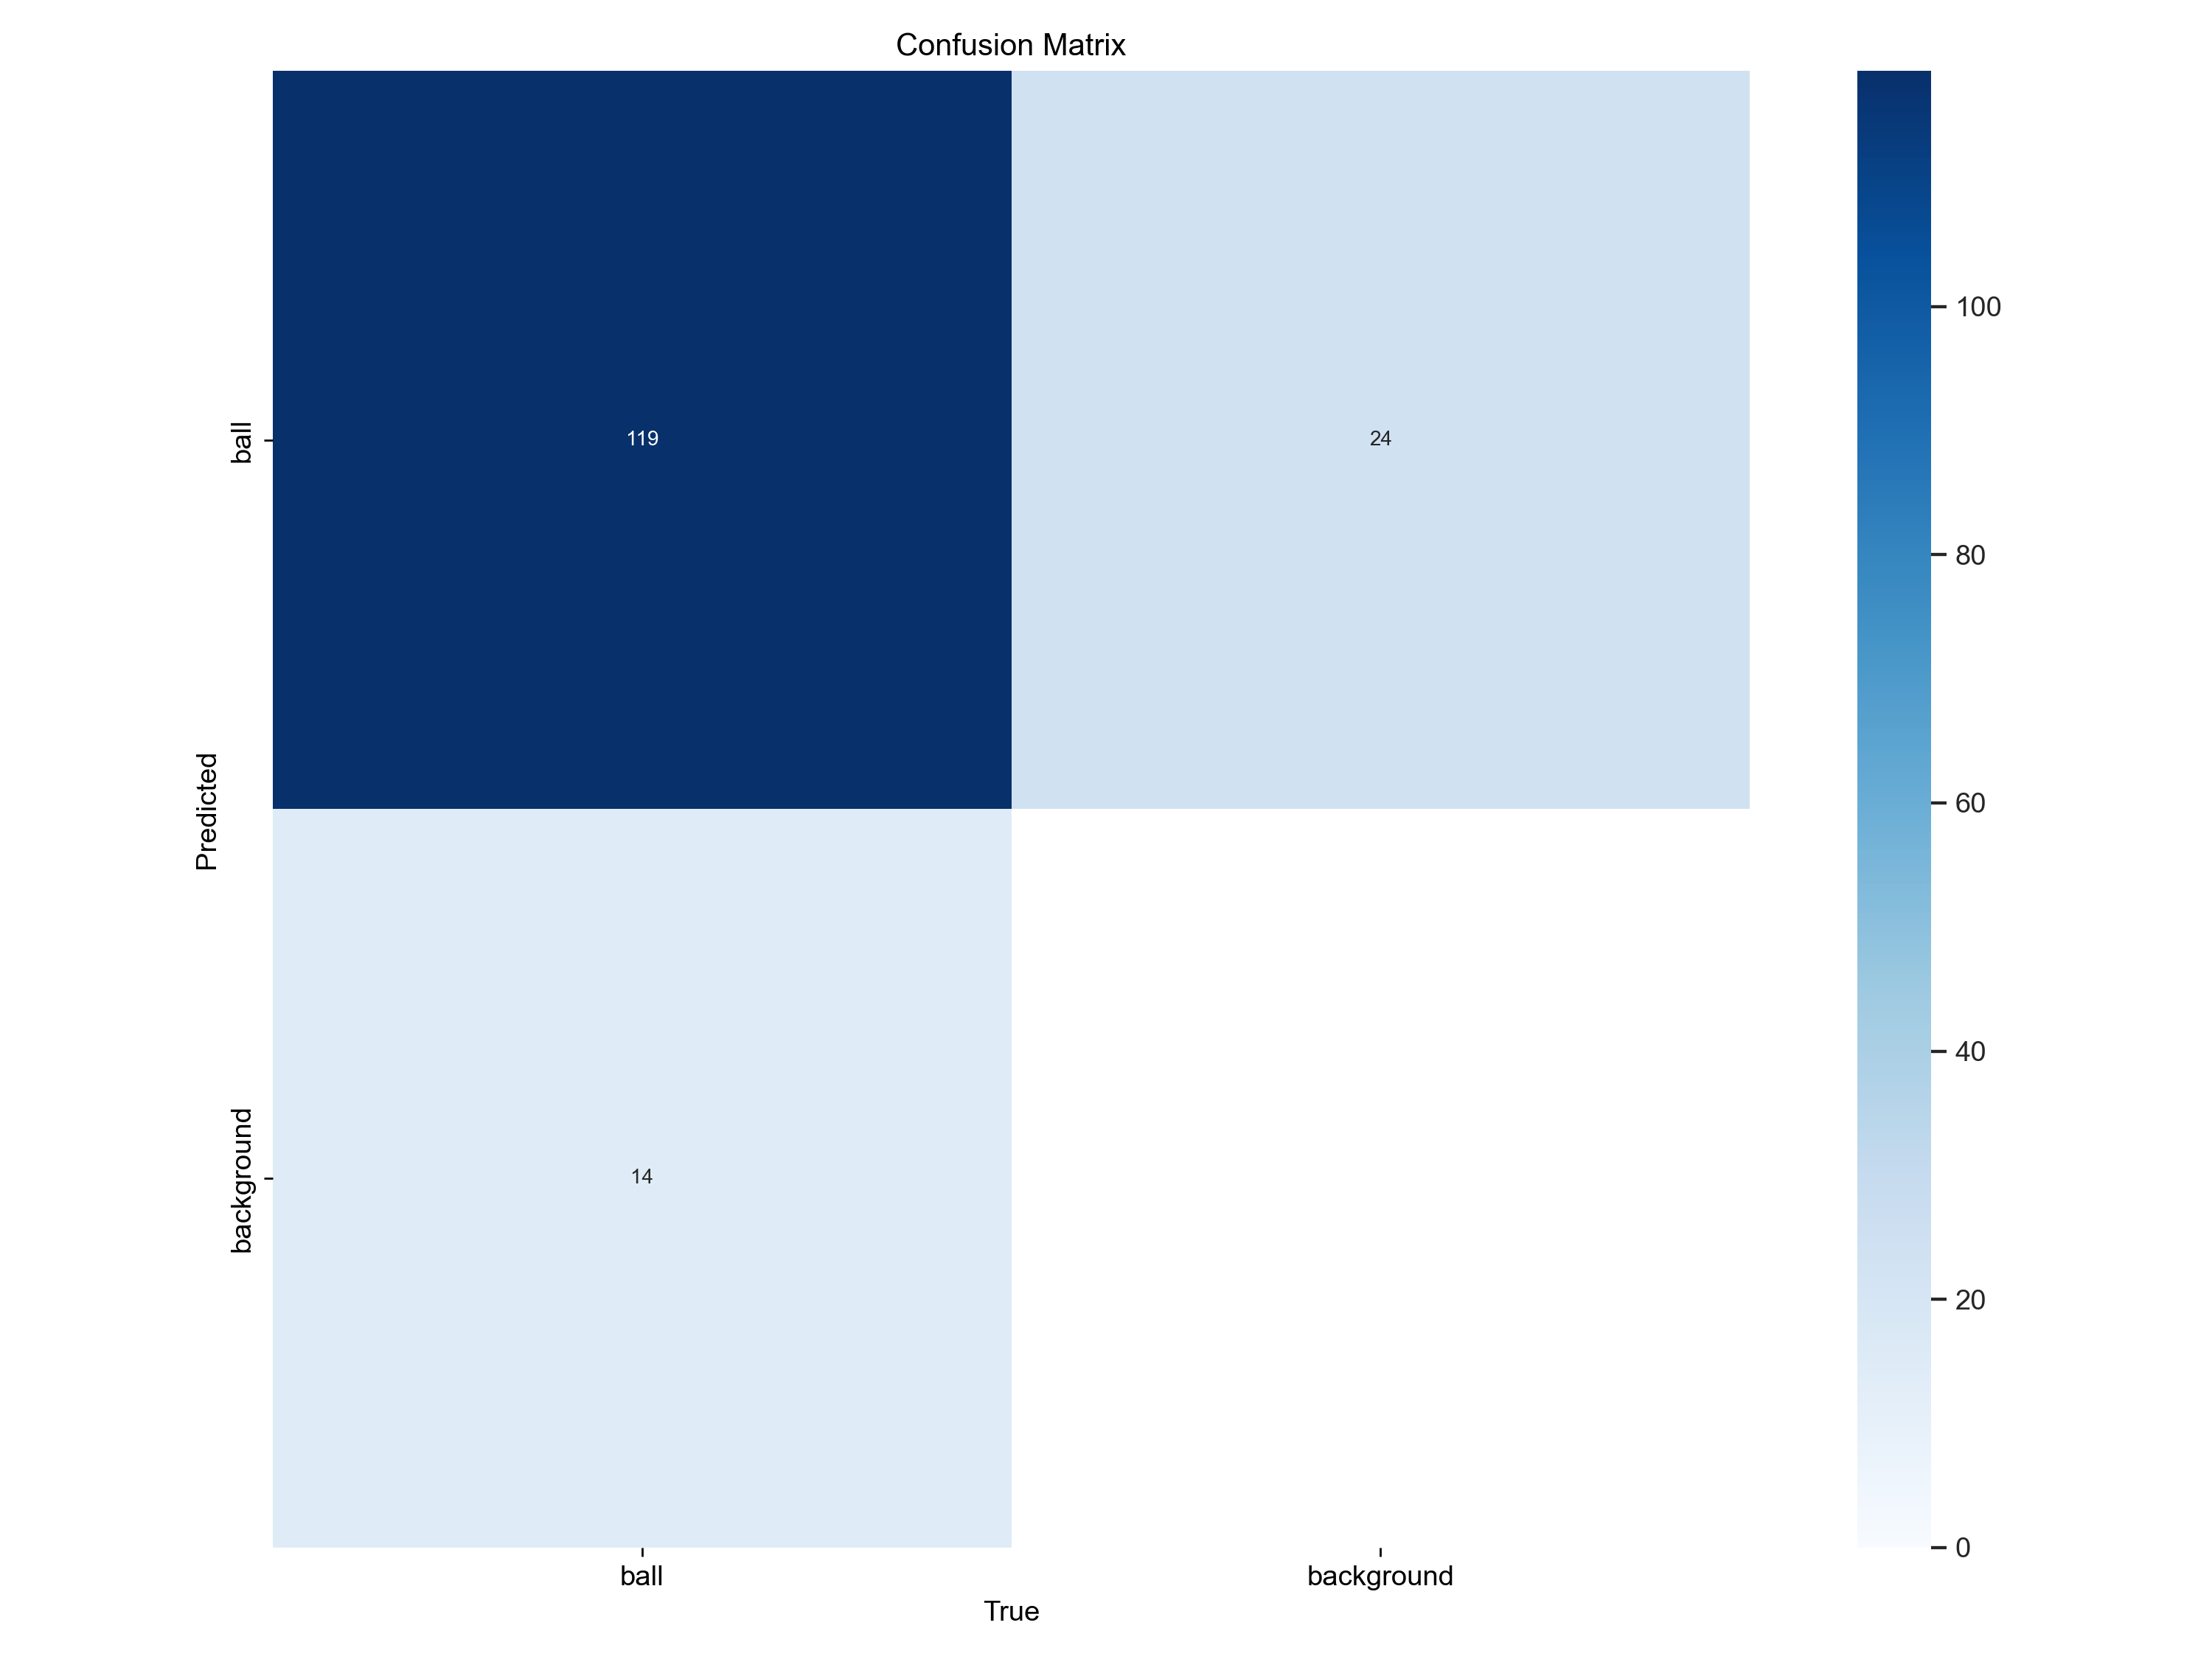 Confusion Matrix
ball
119
24
100
80
Predicted
60
40
background
14
20
0
ball
background
True